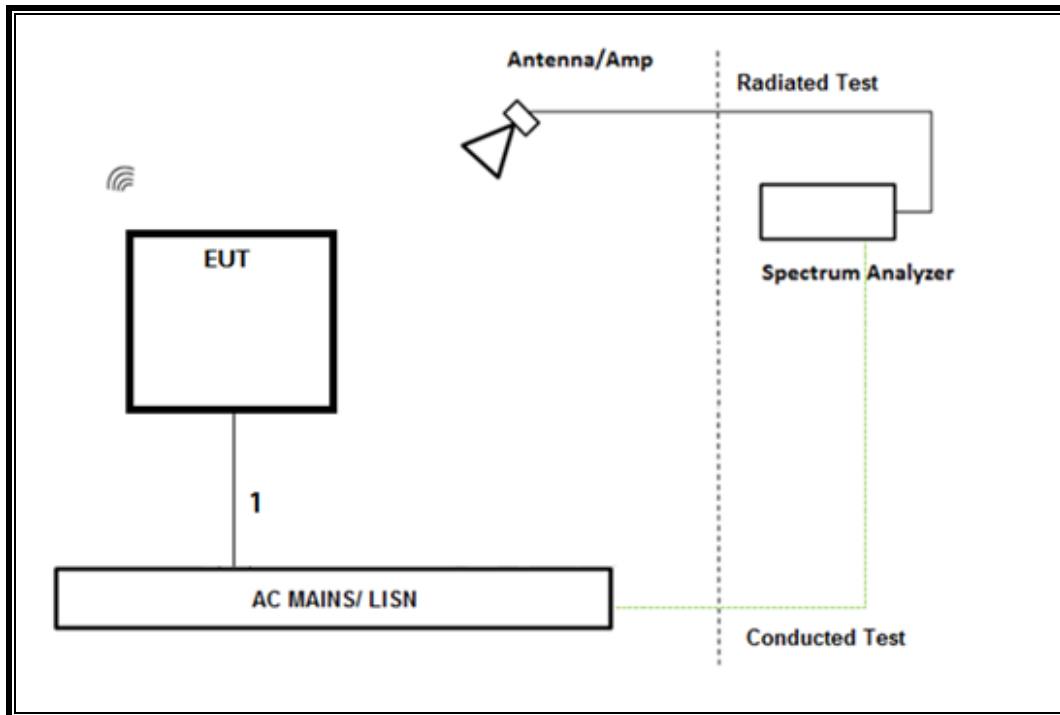 Antenna/Amp
Radiated Test
EUT
Spectrum Analyzer
1
AC MAINS/ LISN
Conducted Test